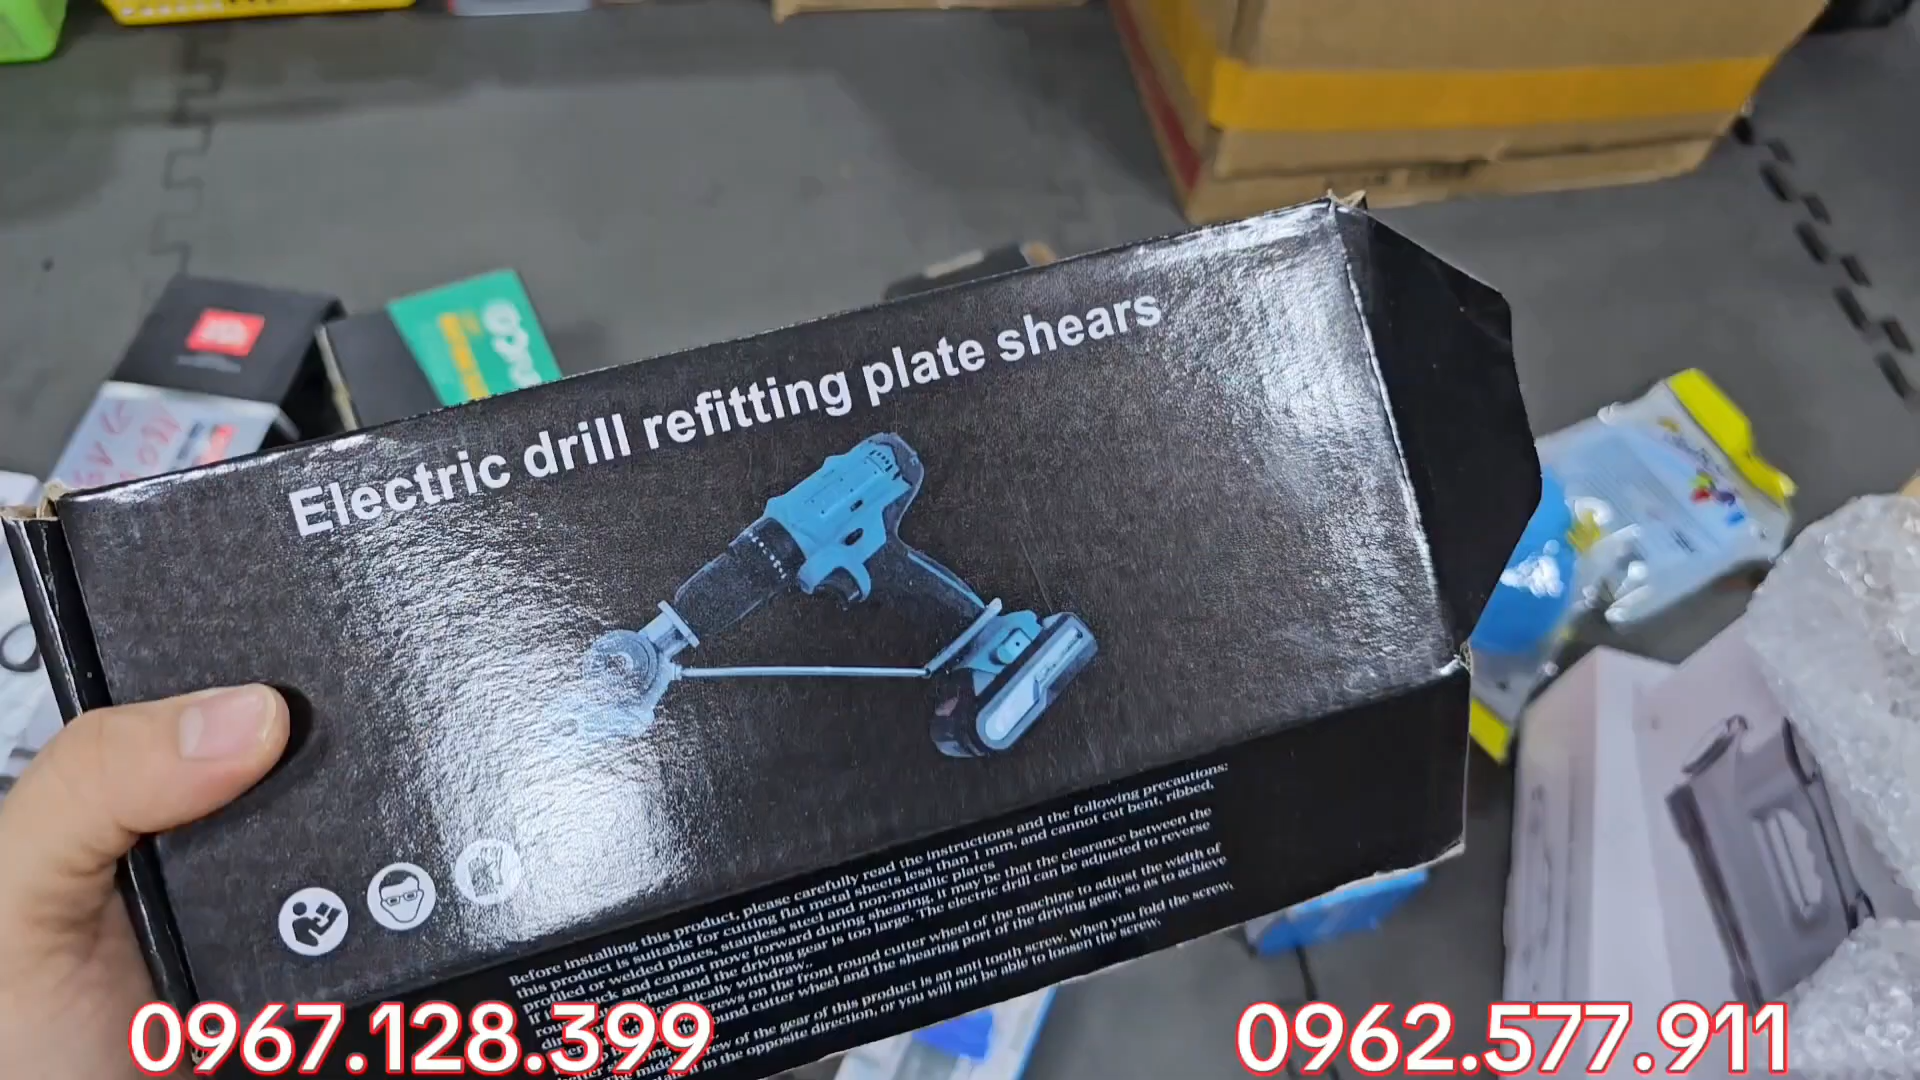 Electric drill refitting plate shears
Before installing this product, please carefully read the instructions and the following precautions:
this product is suitable for cutting flat metal sheets less than 1 mm, and cannot cut bent, ribbed,
profiled or welded plates, stainless steel and non-metallic plates.
and cannot move forward during shearing, it may be that the clearance between the
wheel and the driving gear is too large. The electric drill can be adjusted to reverse
withdraw.
on the front round cutter wheel of the machine to adjust the width of
cutter wheel and the shearing part of the driving gear, so as to achieve
of the gear of this product is an anti tooth screw. When you fold the screw,
in the opposite direction, or you will not be able to loosen the screw.
0967.128.399
0962.577.911